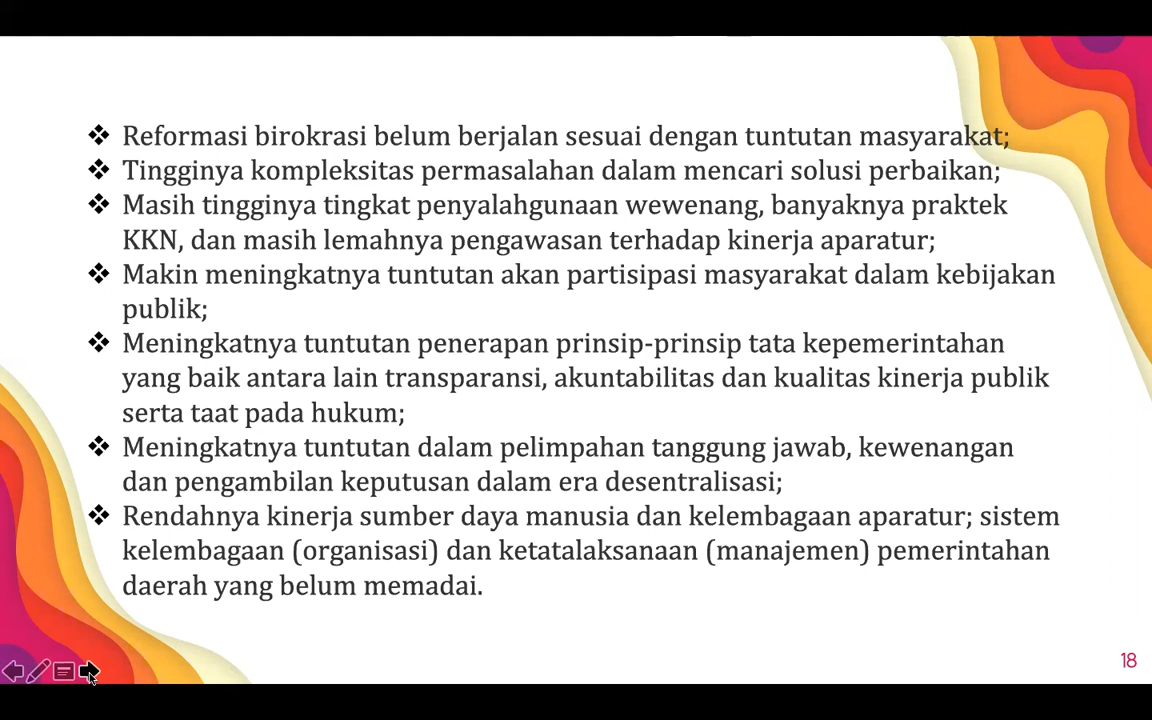 ❖ Reformasi birokrasi belum berjalan sesuai dengan tuntutan masyarakat;
❖ Tingginya kompleksitas permasalahan dalam mencari solusi perbaikan;
❖ Masih tingginya tingkat penyalahgunaan wewenang, banyaknya praktek
KKN, dan masih lemahnya pengawasan terhadap kinerja aparatur;
❖ Makin meningkatnya tuntutan akan partisipasi masyarakat dalam kebijakan
publik;
❖ Meningkatnya tuntutan penerapan prinsip-prinsip tata kepemerintahan
yang baik antara lain transparansi, akuntabilitas dan kualitas kinerja publik
serta taat pada hukum;
❖ Meningkatnya tuntutan dalam pelimpahan tanggung jawab, kewenangan
dan pengambilan keputusan dalam era desentralisasi;
❖ Rendahnya kinerja sumber daya manusia dan kelembagaan aparatur; sistem
kelembagaan (organisasi) dan ketatalaksanaan (manajemen) pemerintahan
daerah yang belum memadai.
18